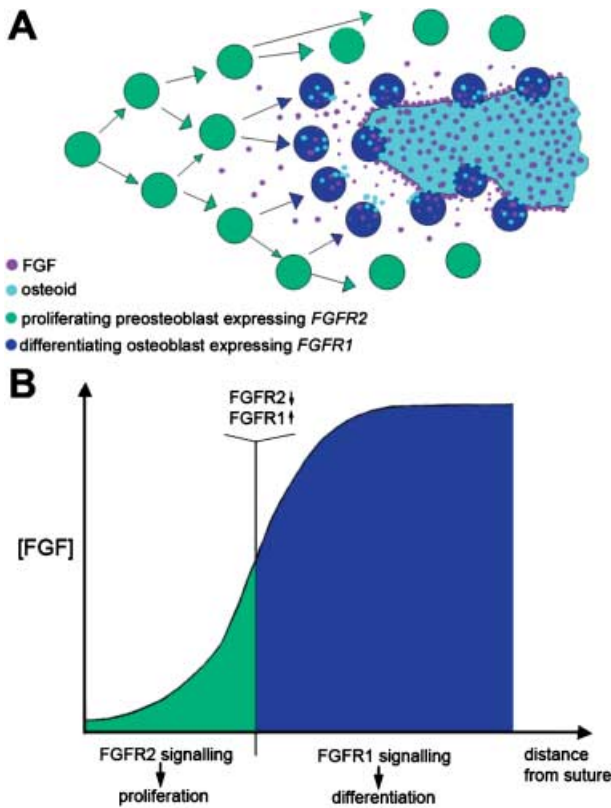 A
FGF
osteoid
proliferating preosteoblast expressing FGFR2
differentiating osteoblast expressing FGFR1
B
FGFR2↓
FGFR1↑
[FGF]
FGFR2 signalling
proliferation
FGFR1 signalling
differentiation
distance
from suture